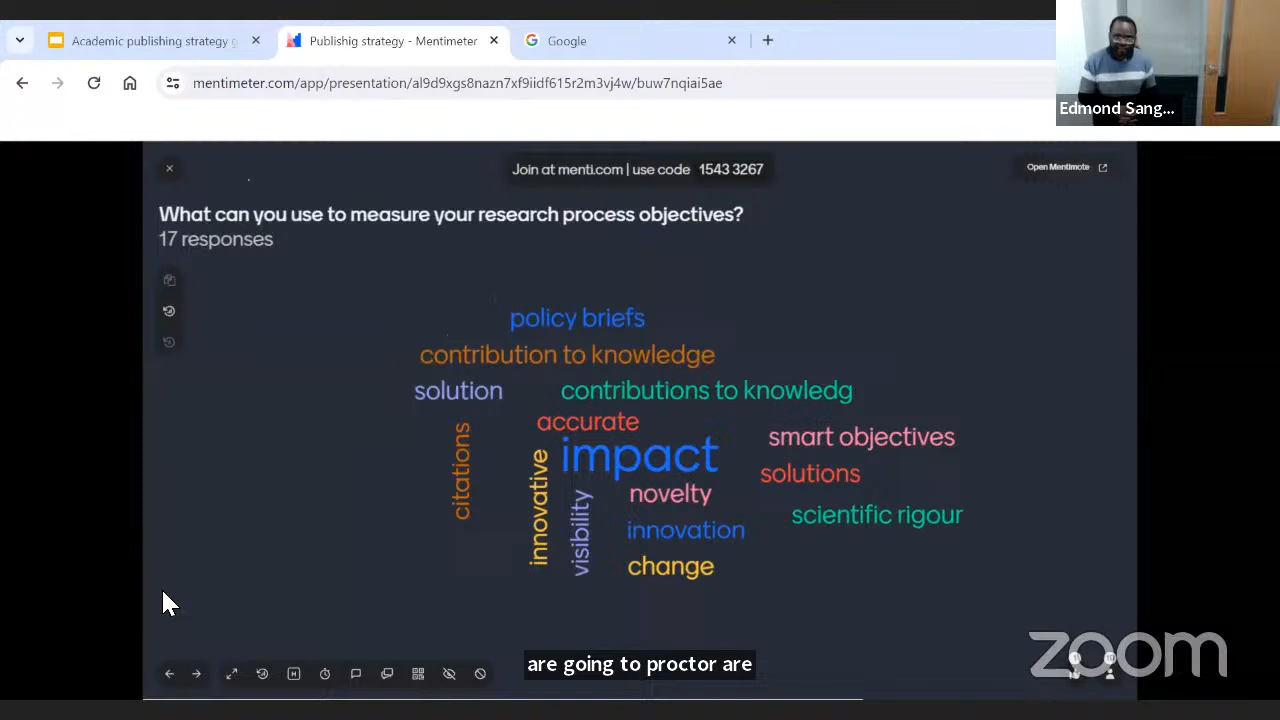 Academic publishing strategy g
Publishig strategy - Mentimeter
Google
mentimeter.com/app/presentation/al9d9xgs8nazn7xf9iidf615r2m3vj4w/buw7nqiai5ae
Edmond Sang...
Join at menti.com | use code 1543 3267
Open Mentimote
What can you use to measure your research process objectives?
17 responses
policy briefs
contribution to knowledge
solution
contributions to knowledg
accurate
citations
innovative
impact
smart objectives
solutions
visibility
novelty
scientific rigour
innovation
change
are going to proctor are
zoom